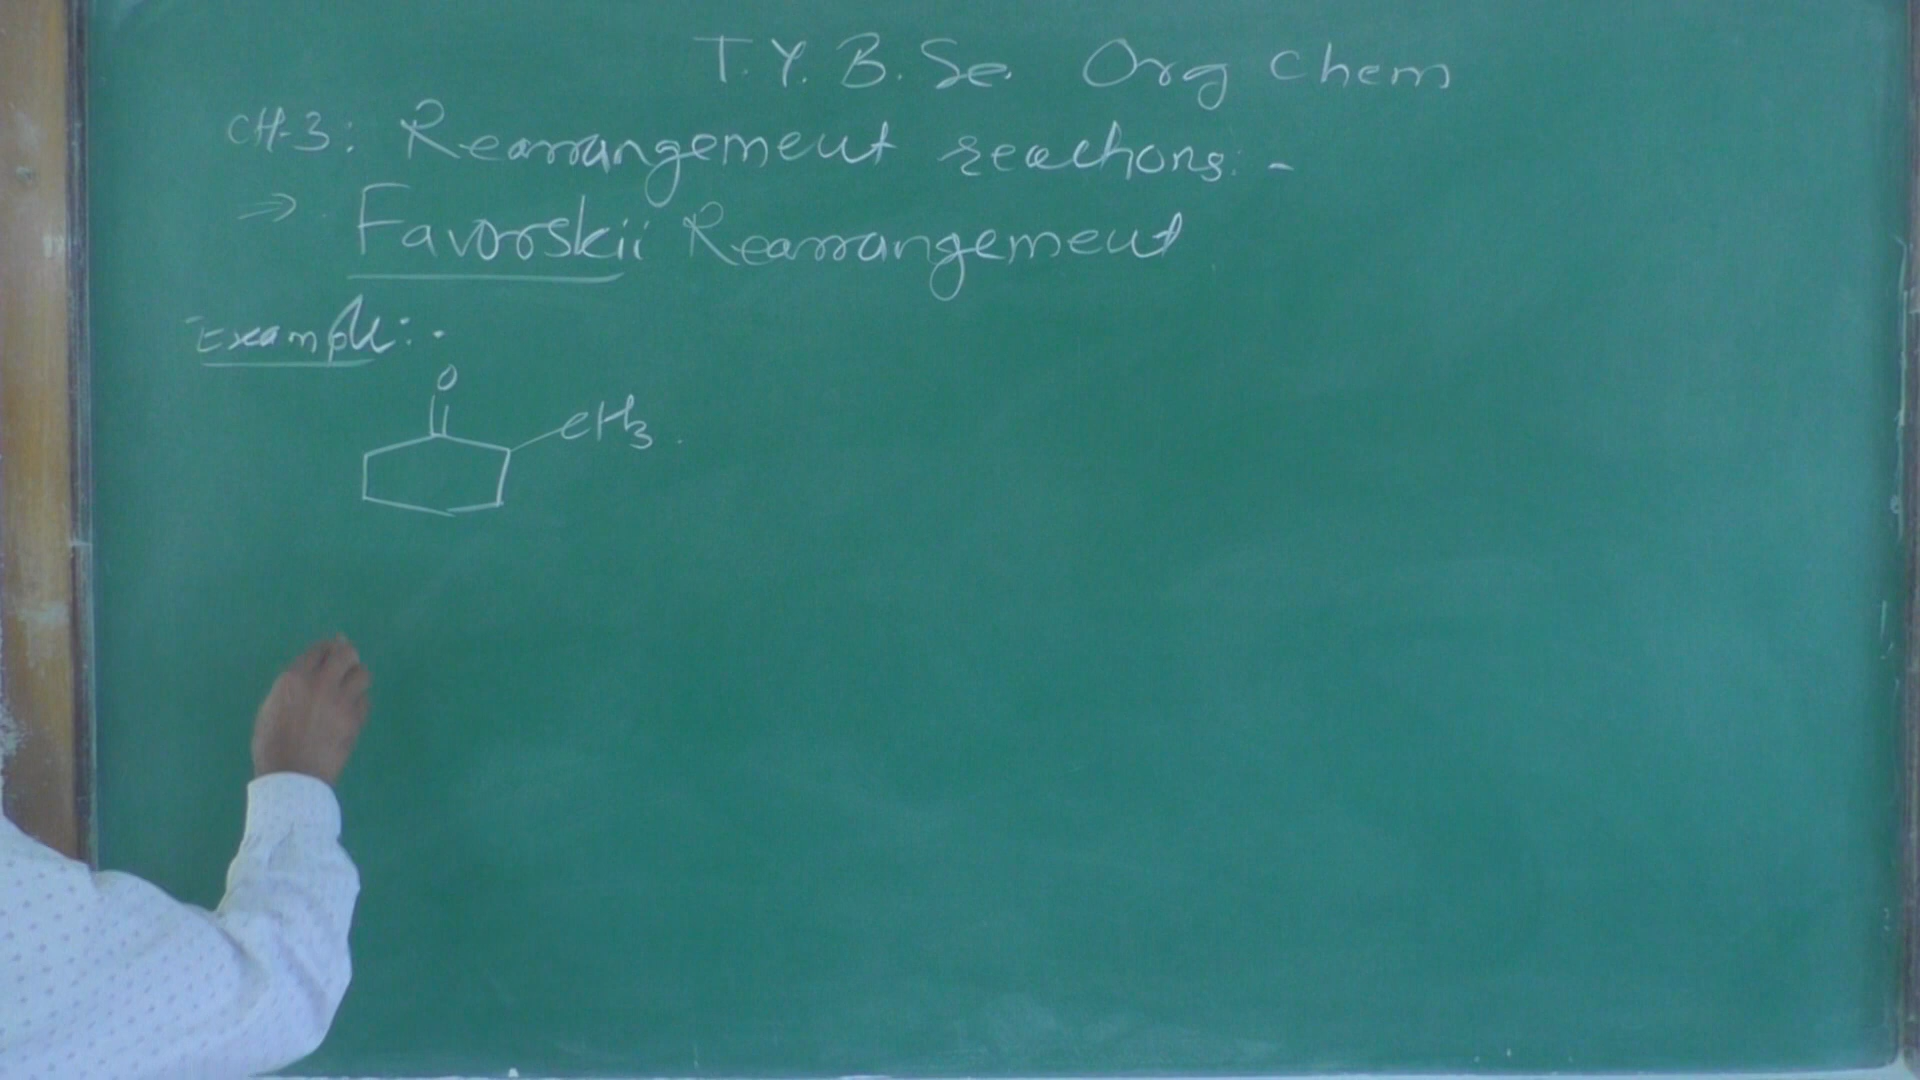 T.Y. B.Sc. Org Chem
CH-3: Rearrangement reactions:-
→ Favorskii Rearrangement
Example:-
O
CH3